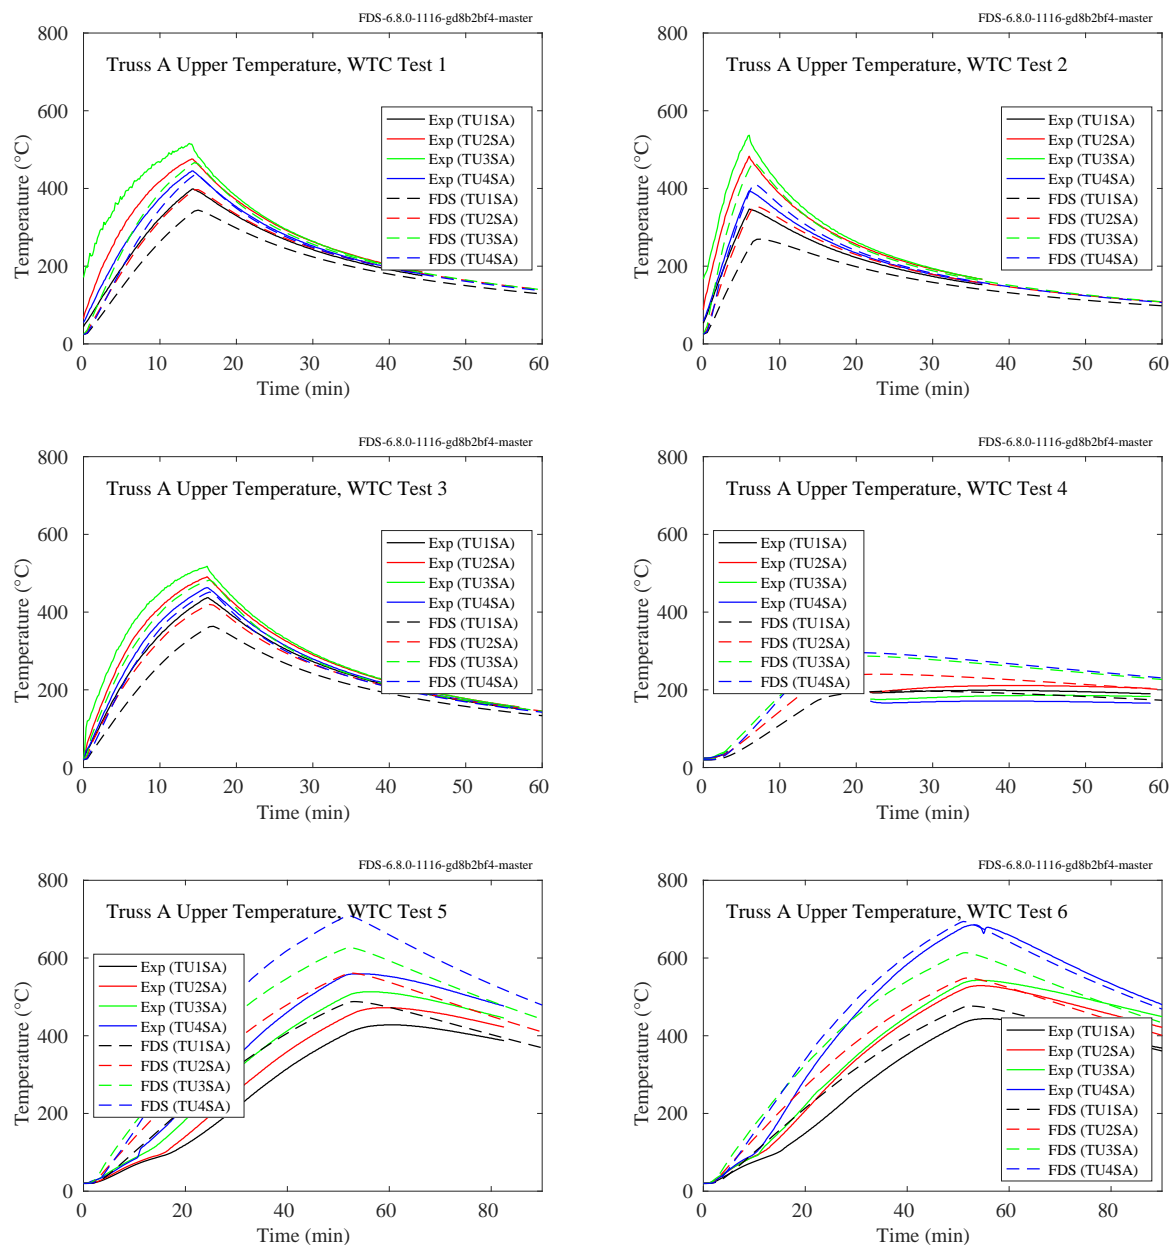 FDS-6.8.0-1116-gd8b2bf4-master
Truss A Upper Temperature, WTC Test 1
Temperature (°C)
800
600
400
200
0
Exp (TU1SA)
Exp (TU2SA)
Exp (TU3SA)
Exp (TU4SA)
FDS (TU1SA)
FDS (TU2SA)
FDS (TU3SA)
FDS (TU4SA)
0 10 20 30 40 50 60
Time (min)
FDS-6.8.0-1116-gd8b2bf4-master
Truss A Upper Temperature, WTC Test 2
Temperature (°C)
800
600
400
200
0
Exp (TU1SA)
Exp (TU2SA)
Exp (TU3SA)
Exp (TU4SA)
FDS (TU1SA)
FDS (TU2SA)
FDS (TU3SA)
FDS (TU4SA)
0 10 20 30 40 50 60
Time (min)
FDS-6.8.0-1116-gd8b2bf4-master
Truss A Upper Temperature, WTC Test 3
Temperature (°C)
800
600
400
200
0
Exp (TU1SA)
Exp (TU2SA)
Exp (TU3SA)
Exp (TU4SA)
FDS (TU1SA)
FDS (TU2SA)
FDS (TU3SA)
FDS (TU4SA)
0 10 20 30 40 50 60
Time (min)
FDS-6.8.0-1116-gd8b2bf4-master
Truss A Upper Temperature, WTC Test 4
Temperature (°C)
800
600
400
200
0
Exp (TU1SA)
Exp (TU2SA)
Exp (TU3SA)
Exp (TU4SA)
FDS (TU1SA)
FDS (TU2SA)
FDS (TU3SA)
FDS (TU4SA)
0 10 20 30 40 50 60
Time (min)
FDS-6.8.0-1116-gd8b2bf4-master
Truss A Upper Temperature, WTC Test 5
Temperature (°C)
800
600
400
200
0
Exp (TU1SA)
Exp (TU2SA)
Exp (TU3SA)
Exp (TU4SA)
FDS (TU1SA)
FDS (TU2SA)
FDS (TU3SA)
FDS (TU4SA)
0 20 40 60 80
Time (min)
FDS-6.8.0-1116-gd8b2bf4-master
Truss A Upper Temperature, WTC Test 6
Temperature (°C)
800
600
400
200
0
Exp (TU1SA)
Exp (TU2SA)
Exp (TU3SA)
Exp (TU4SA)
FDS (TU1SA)
FDS (TU2SA)
FDS (TU3SA)
FDS (TU4SA)
0 20 40 60 80
Time (min)